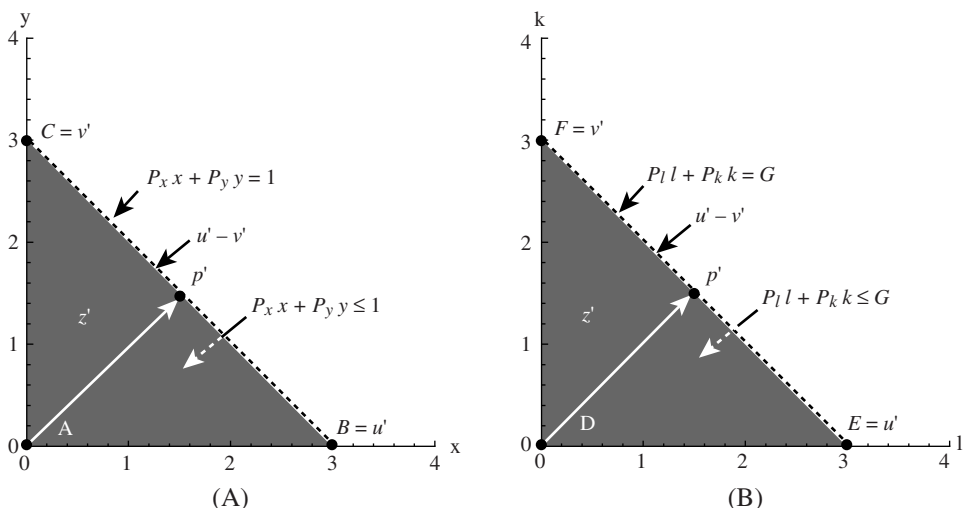 y
4
3
2
1
0
C = v'
P_x x + P_y y = 1
u' – v'
p'
P_x x + P_y y ≤ 1
z'
A
B = u'
0 1 2 3 4
x
(A)
k
4
3
2
1
0
F = v'
P_l l + P_k k = G
u' – v'
p'
P_l l + P_k k ≤ G
z'
D
E = u'
0 1 2 3 4
l
(B)